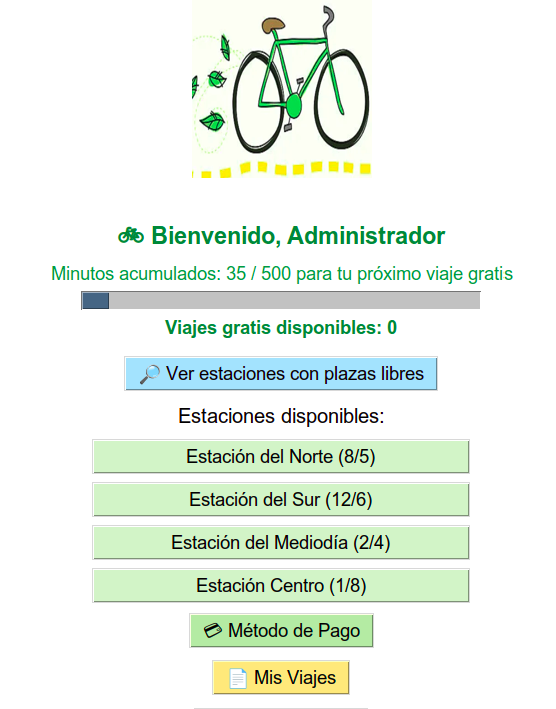 Bienvenido, Administrador
Minutos acumulados: 35 / 500 para tu próximo viaje gratis
Viajes gratis disponibles: 0
Ver estaciones con plazas libres
Estaciones disponibles:
Estación del Norte (8/5)
Estación del Sur (12/6)
Estación del Mediodía (2/4)
Estación Centro (1/8)
Método de Pago
Mis Viajes